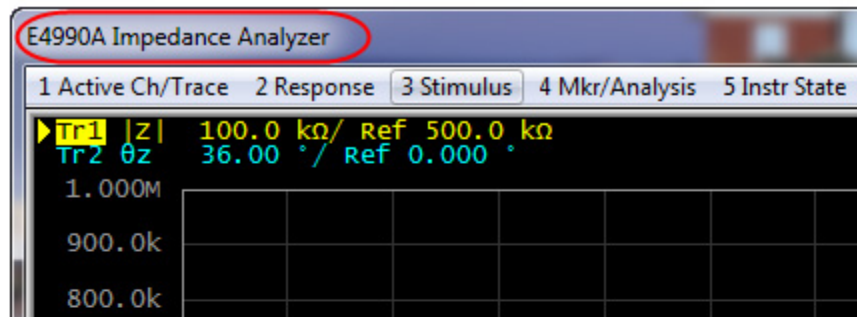 E4990A Impedance Analyzer
1 Active Ch/Trace 2 Response 3 Stimulus 4 Mkr/Analysis 5 Instr State
Tr1 |Z| 100.0 kΩ/ Ref 500.0 kΩ
Tr2 θz 36.00 °/ Ref 0.000 °
1.000M
900.0k
800.0k